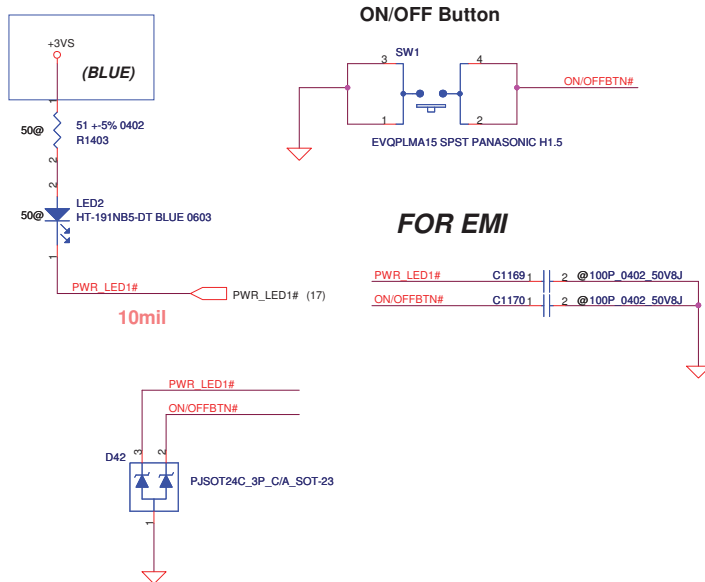 ON/OFF Button
+3VS
(BLUE)
1
50@
51 +-5% 0402
R1403
2
2
50@
LED2
HT-191NB5-DT BLUE 0603
1
PWR_LED1#
PWR_LED1# (17)
10mil
SW1
3
4
1
2
ON/OFFBTN#
EVQPLMA15 SPST PANASONIC H1.5
FOR EMI
PWR_LED1# C1169 1 2 @100P_0402_50V8J
ON/OFFBTN# C1170 1 2 @100P_0402_50V8J
PWR_LED1#
ON/OFFBTN#
D42
3
2
PJSOT24C_3P_C/A_SOT-23
1